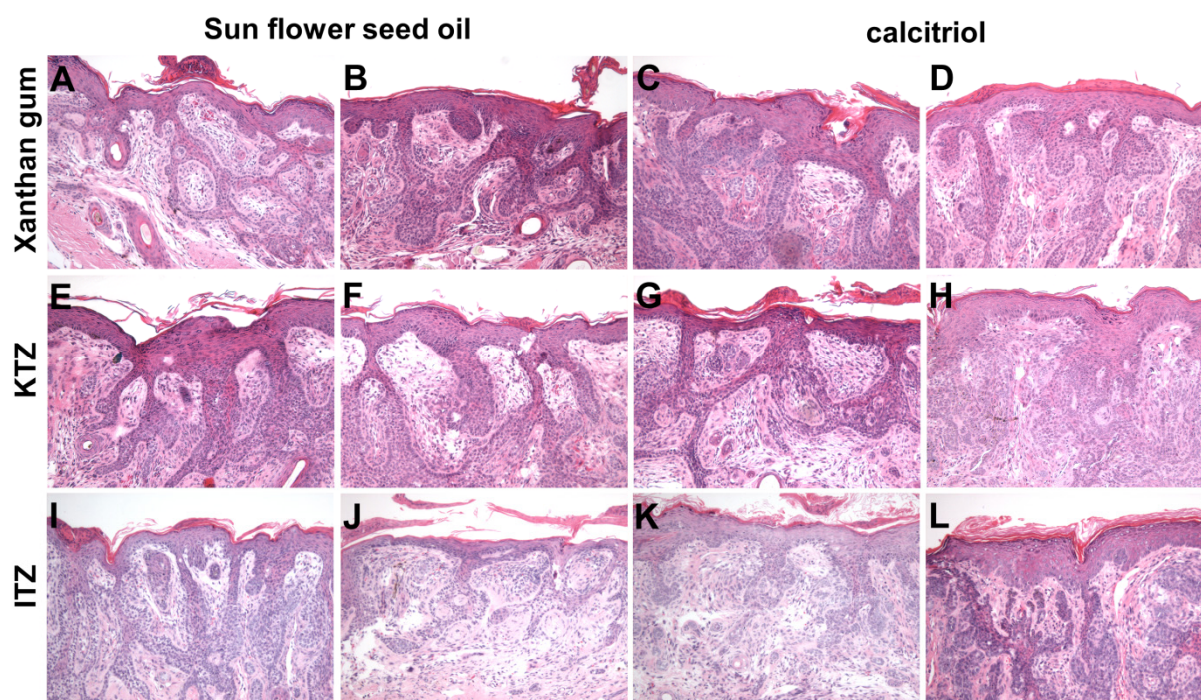 Sun flower seed oil
calcitriol
Xanthan gum
A
B
C
D
KTZ
E
F
G
H
ITZ
I
J
K
L